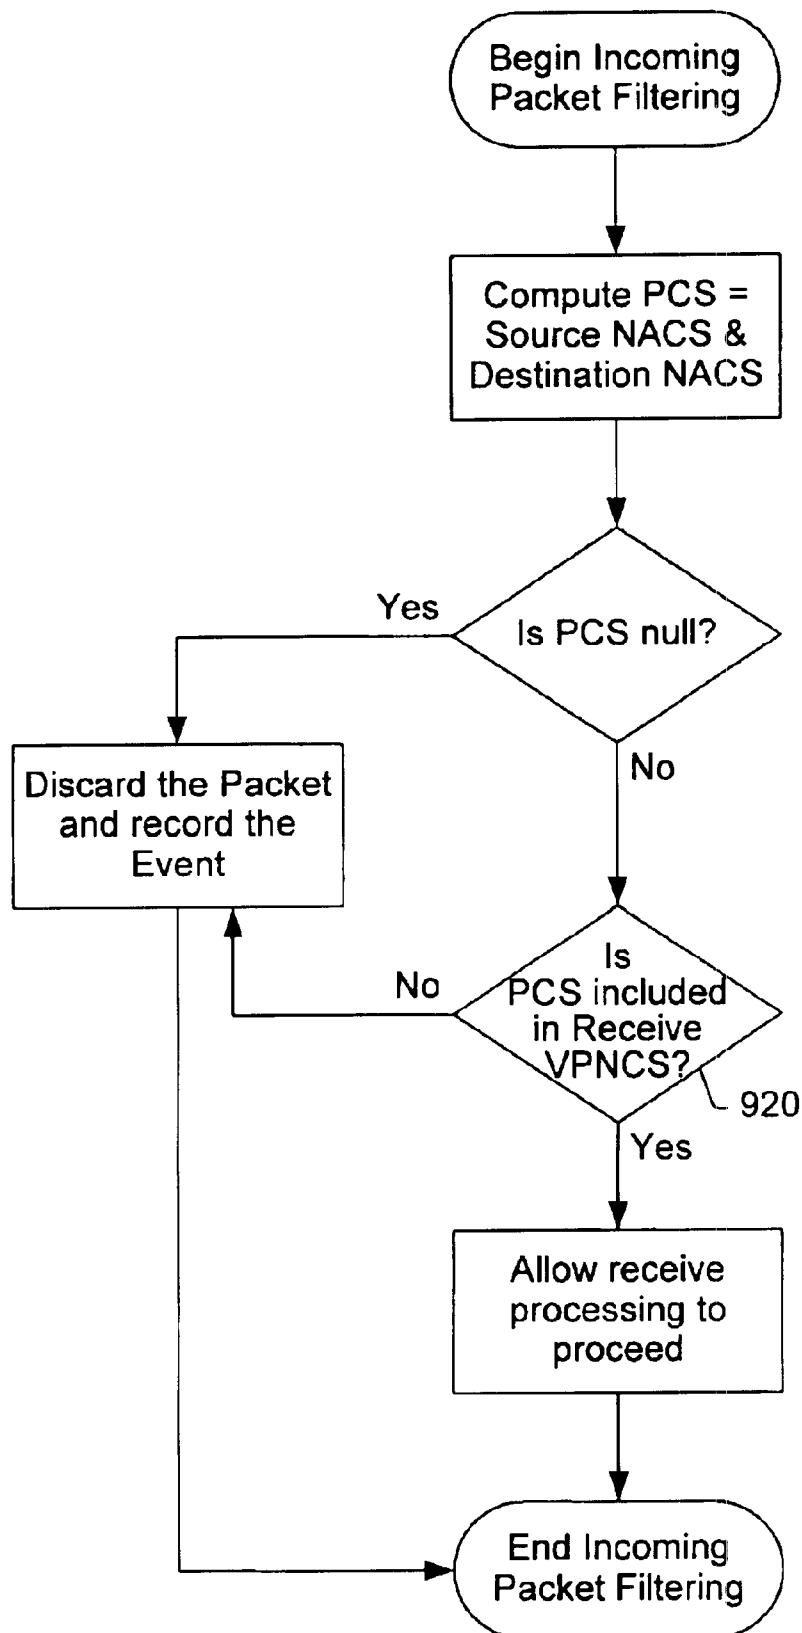 Begin Incoming
Packet Filtering
Compute PCS =
Source NACS &
Destination NACS
Yes
Is PCS null?
No
Discard the Packet
and record the
Event
No
Is
PCS included
in Receive
VPNCS?
920
Yes
Allow receive
processing to
proceed
End Incoming
Packet Filtering